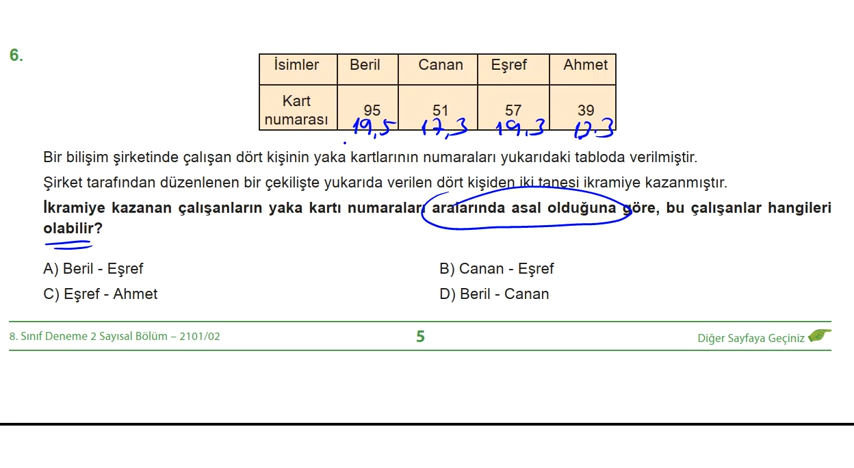 6.
İsimler Beril Canan Eşref Ahmet
Kart numarası 95 51 57 39
19,5 17,3 19.3 13.3
Bir bilişim şirketinde çalışan dört kişinin yaka kartlarının numaraları yukarıdaki tabloda verilmiştir.
Şirket tarafından düzenlenen bir çekilişte yukarıda verilen dört kişiden iki tanesi ikramiye kazanmıştır.
İkramiye kazanan çalışanların yaka kartı numaraları aralarında asal olduğuna göre, bu çalışanlar hangileri
olabilir?
A) Beril - Eşref B) Canan - Eşref
C) Eşref - Ahmet D) Beril - Canan
8. Sınıf Deneme 2 Sayısal Bölüm – 2101/02 5 Diğer Sayfaya Geçiniz